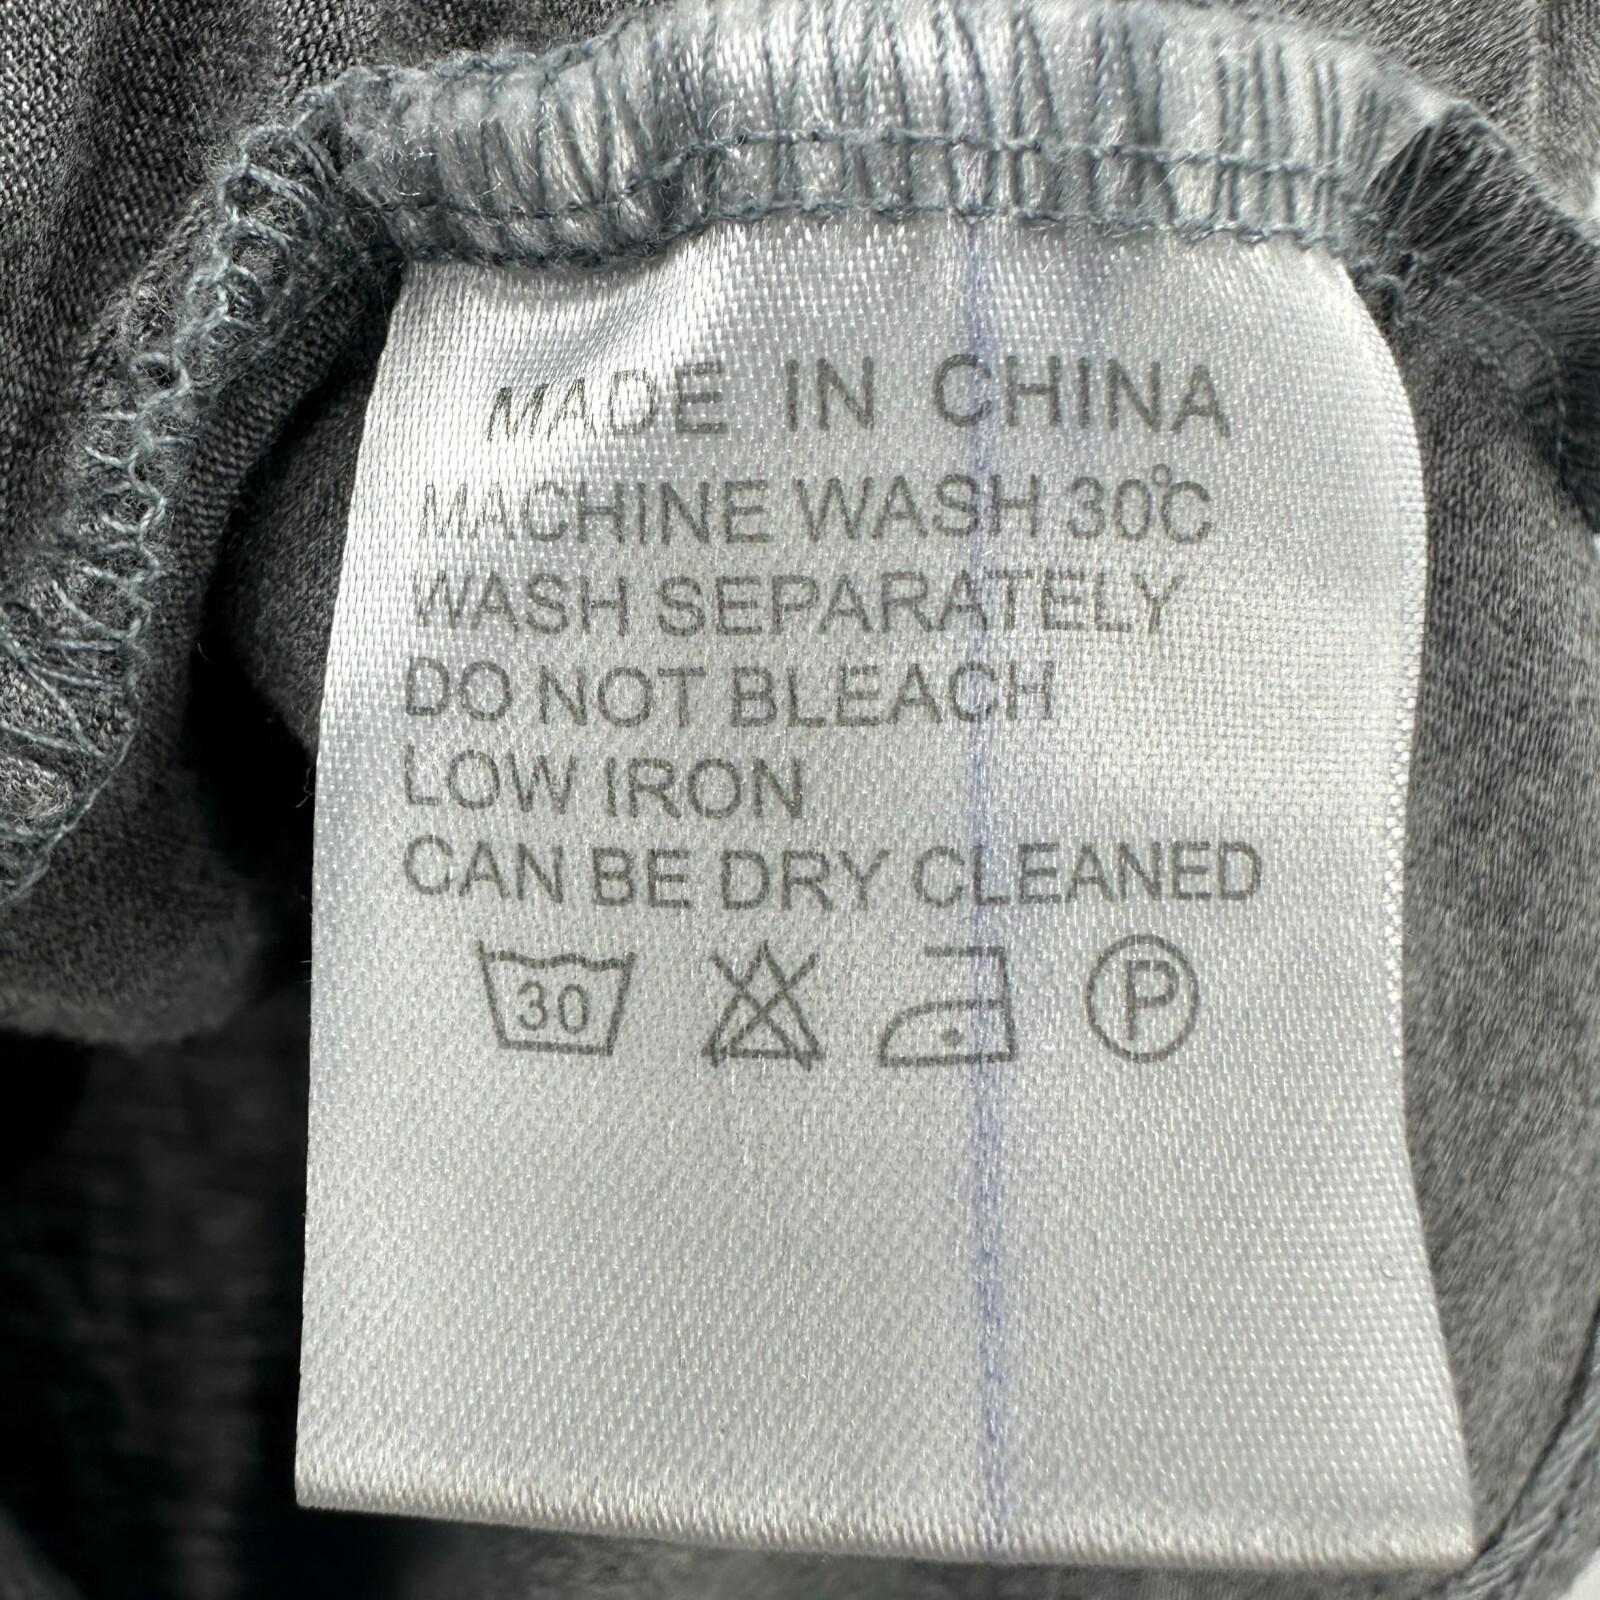 MADE IN CHINA
MACHINE WASH 30°C
WASH SEPARATELY
DO NOT BLEACH
LOW IRON
CAN BE DRY CLEANED
30 P